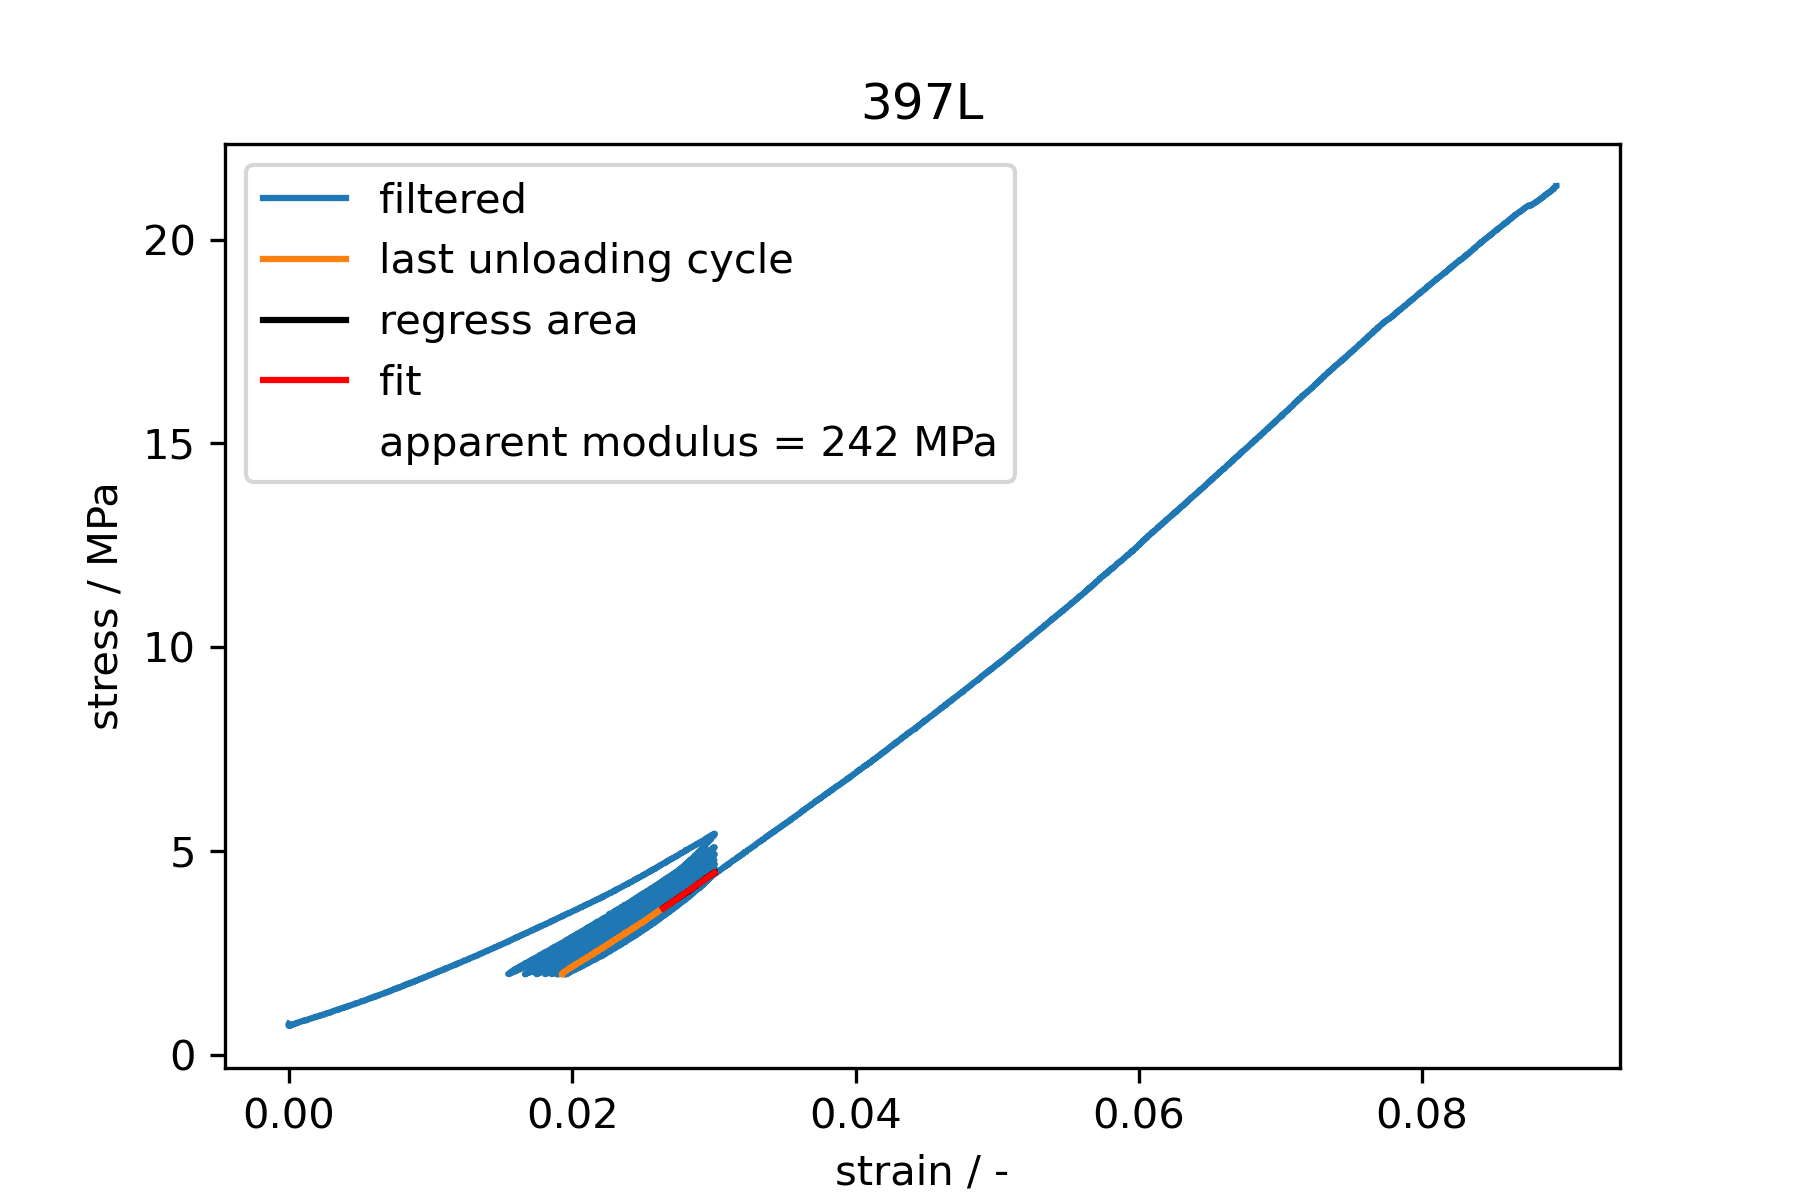 397L
filtered
last unloading cycle
regress area
fit
apparent modulus = 242 MPa
stress / MPa
20
15
10
5
0
0.00 0.02 0.04 0.06 0.08
strain / -